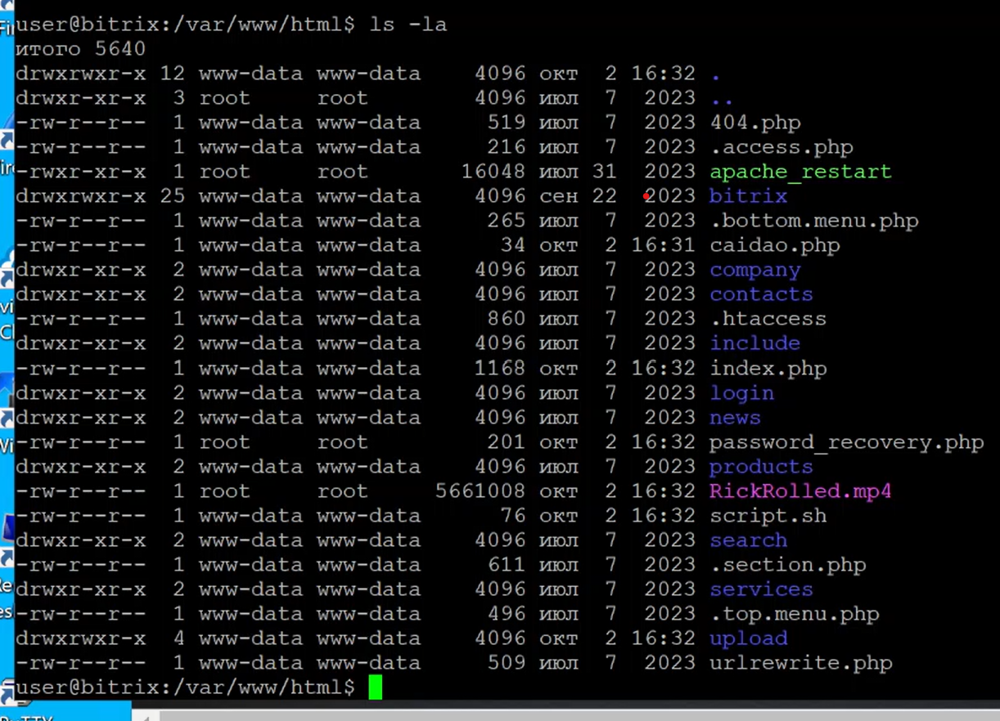 user@bitrix:/var/www/html$ ls -la
итого 5640
drwxrwxr-x 12 www-data www-data    4096 окт  2 16:32 .
drwxr-xr-x  3 root     root        4096 июл  7  2023 ..
-rw-r--r--  1 www-data www-data     519 июл  7  2023 404.php
-rw-r--r--  1 www-data www-data     216 июл  7  2023 .access.php
-rwxr-xr-x  1 root     root       16048 июл 31  2023 apache_restart
drwxrwxr-x 25 www-data www-data    4096 сен 22  2023 bitrix
-rw-r--r--  1 www-data www-data     265 июл  7  2023 .bottom.menu.php
-rw-r--r--  1 www-data www-data      34 окт  2 16:31 caidao.php
drwxr-xr-x  2 www-data www-data    4096 июл  7  2023 company
drwxr-xr-x  2 www-data www-data    4096 июл  7  2023 contacts
-rw-r--r--  1 www-data www-data     860 июл  7  2023 .htaccess
drwxr-xr-x  2 www-data www-data    4096 июл  7  2023 include
-rw-r--r--  1 www-data www-data    1168 окт  2 16:32 index.php
drwxr-xr-x  2 www-data www-data    4096 июл  7  2023 login
drwxr-xr-x  2 www-data www-data    4096 июл  7  2023 news
-rw-r--r--  1 root     root         201 окт  2 16:32 password_recovery.php
drwxr-xr-x  2 www-data www-data    4096 июл  7  2023 products
-rw-r--r--  1 root     root     5661008 окт  2 16:32 RickRolled.mp4
-rw-r--r--  1 www-data www-data      76 окт  2 16:32 script.sh
drwxr-xr-x  2 www-data www-data    4096 июл  7  2023 search
-rw-r--r--  1 www-data www-data     611 июл  7  2023 .section.php
drwxr-xr-x  2 www-data www-data    4096 июл  7  2023 services
-rw-r--r--  1 www-data www-data     496 июл  7  2023 .top.menu.php
drwxrwxr-x  4 www-data www-data    4096 окт  2 16:32 upload
-rw-r--r--  1 www-data www-data     509 июл  7  2023 urlrewrite.php
user@bitrix:/var/www/html$